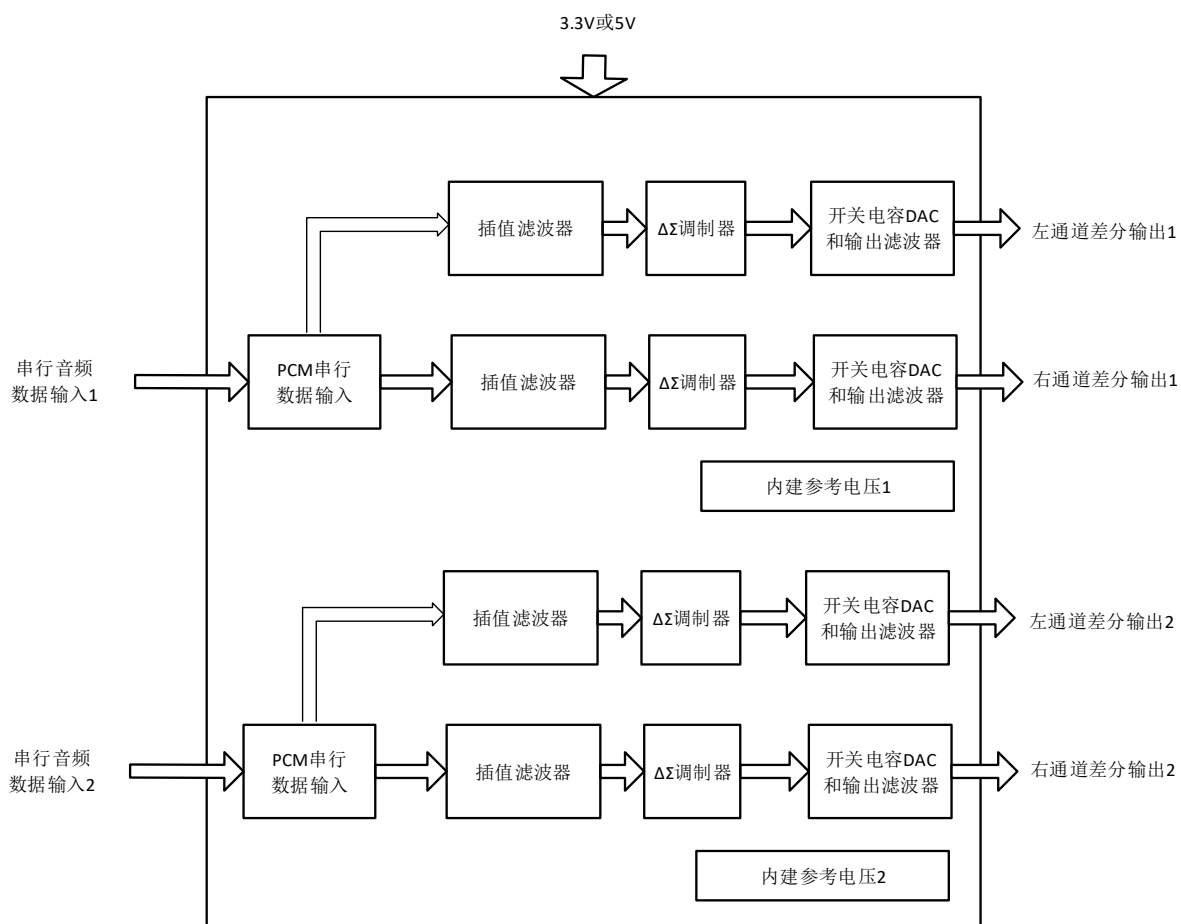 3.3V或5V
插值滤波器
ΔΣ调制器
开关电容DAC
和输出滤波器
左通道差分输出1
串行音频
数据输入1
PCM串行
数据输入
插值滤波器
ΔΣ调制器
开关电容DAC
和输出滤波器
右通道差分输出1
内建参考电压1
插值滤波器
ΔΣ调制器
开关电容DAC
和输出滤波器
左通道差分输出2
串行音频
数据输入2
PCM串行
数据输入
插值滤波器
ΔΣ调制器
开关电容DAC
和输出滤波器
右通道差分输出2
内建参考电压2